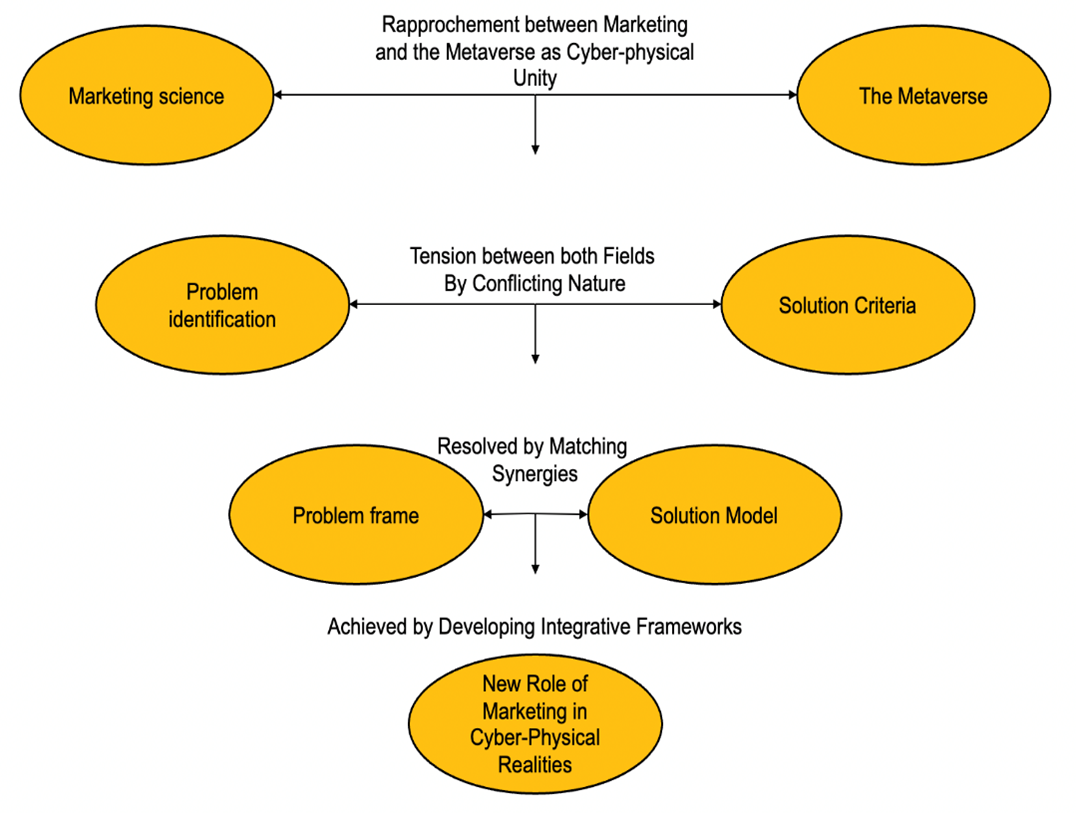 Rapprochement between Marketing
and the Metaverse as Cyber-physical
Unity
Marketing science
The Metaverse
Tension between both Fields
By Conflicting Nature
Problem
identification
Solution Criteria
Resolved by Matching
Synergies
Problem frame
Solution Model
Achieved by Developing Integrative Frameworks
New Role of
Marketing in
Cyber-Physical
Realities